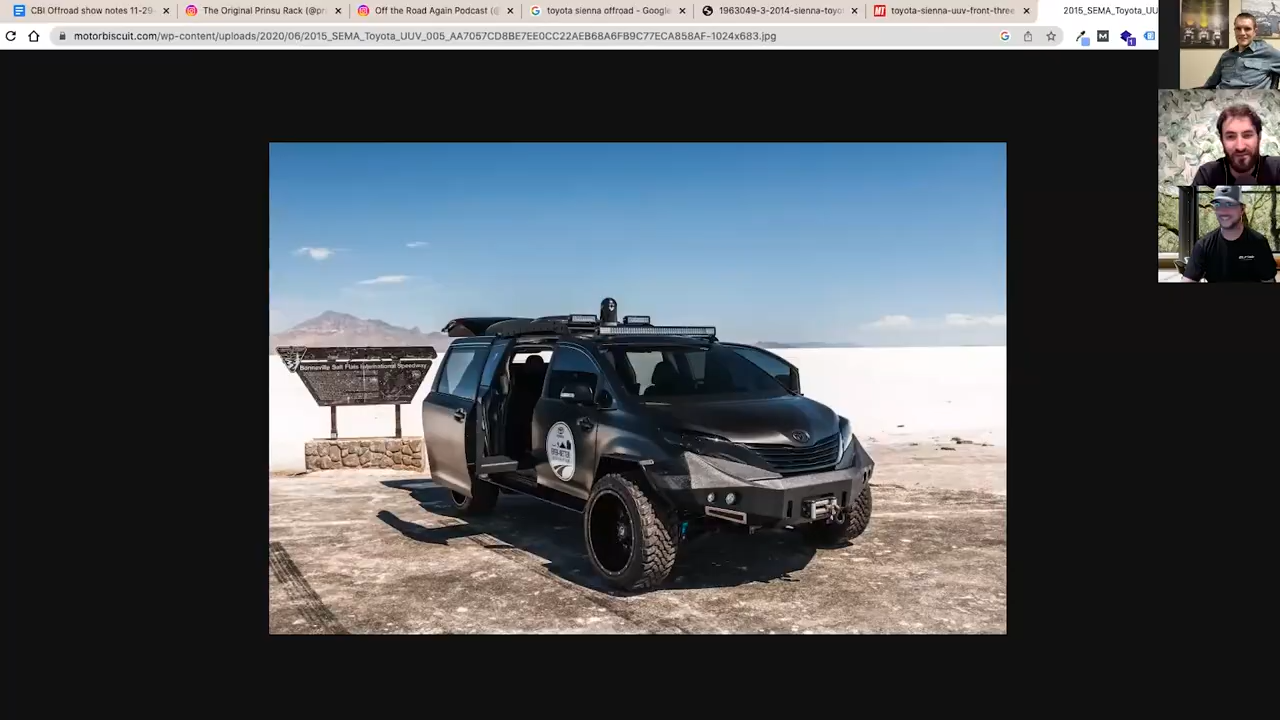 CBI Offroad show notes 11-29-
The Original Prinsu Rack (@pr
Off the Road Again Podcast (@
toyota sienna offroad - Google
1963049-3-2014-sienna-toyo
toyota-sienna-uuv-front-three
2015_SEMA_Toyota_UU
motorbiscuit.com/wp-content/uploads/2020/06/2015_SEMA_Toyota_UUV_005_AA7057CD8BE7EE0CC22AEB68A6FB9C77ECA858AF-1024x683.jpg
Bonneville Salt Flats International Speedway